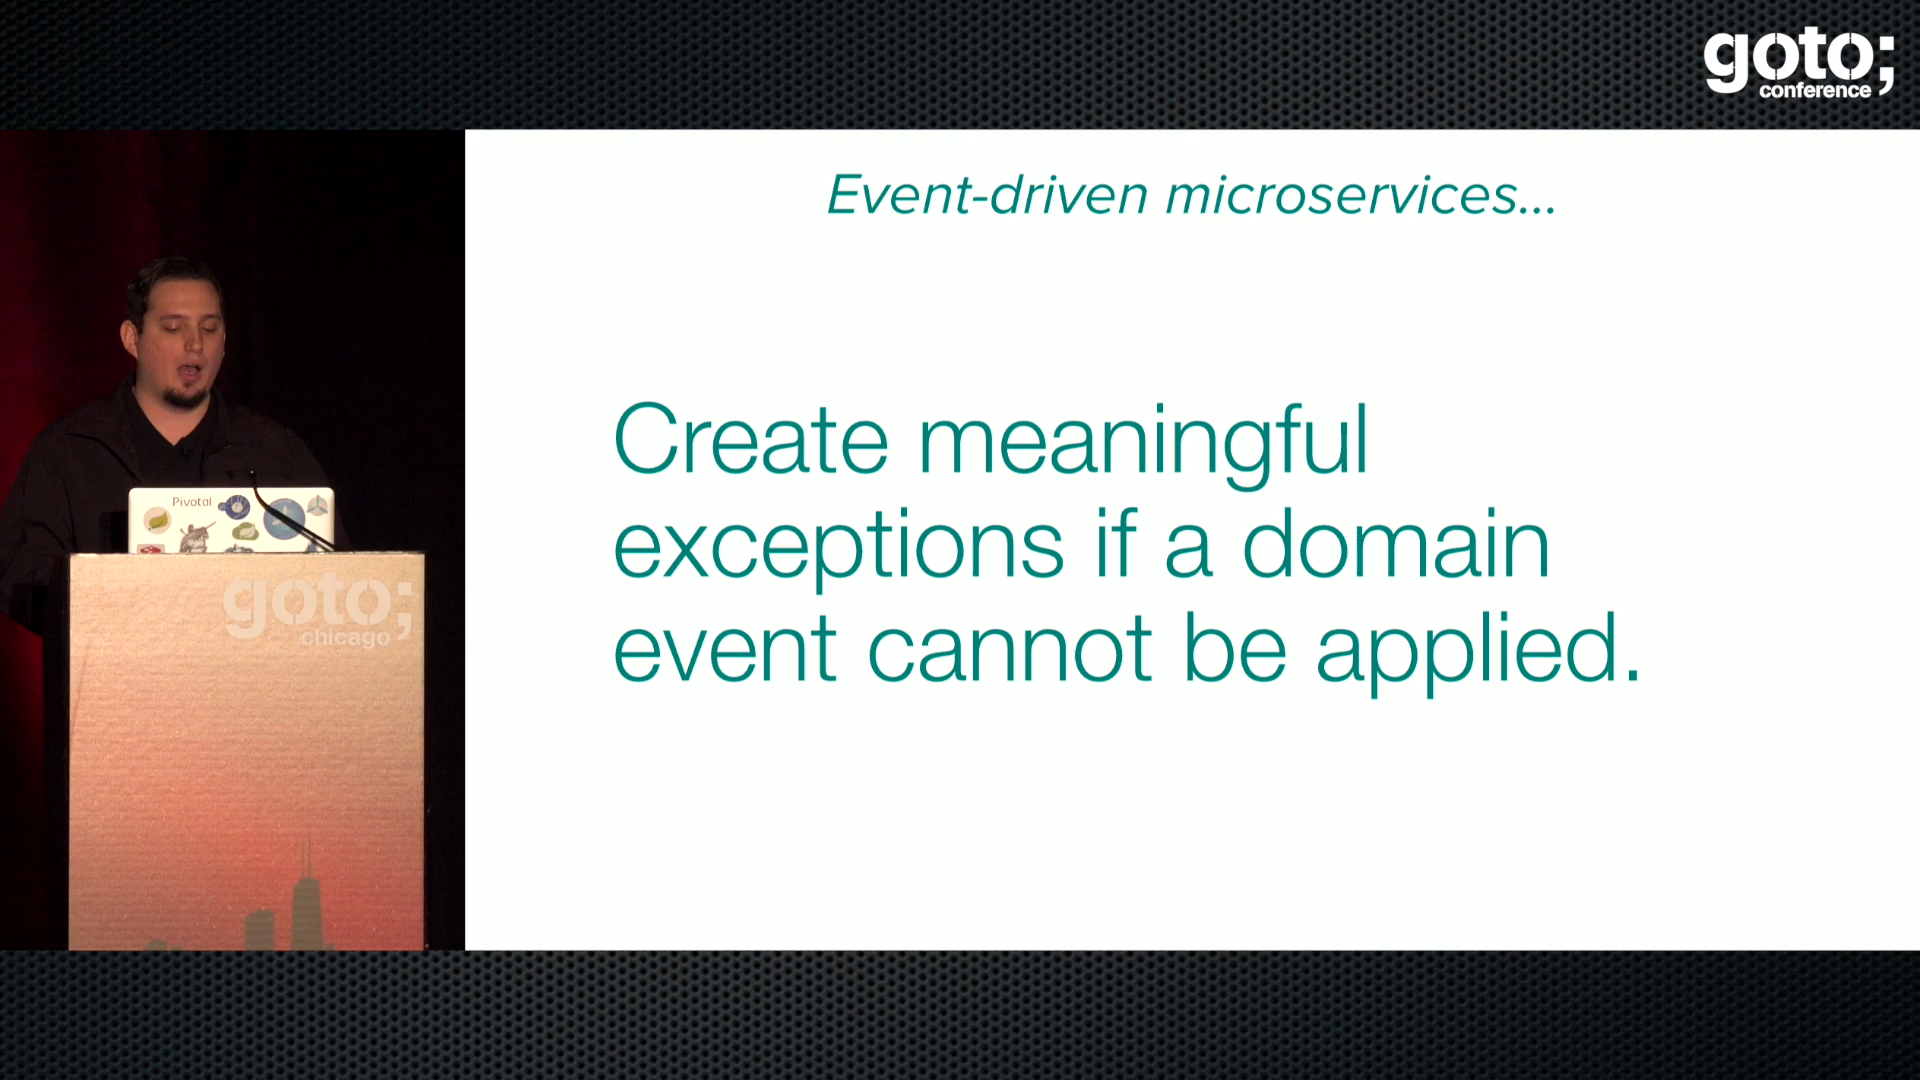 goto;
conference
Event-driven microservices...
Create meaningful
exceptions if a domain
event cannot be applied.
Pivotal
goto;
chicago